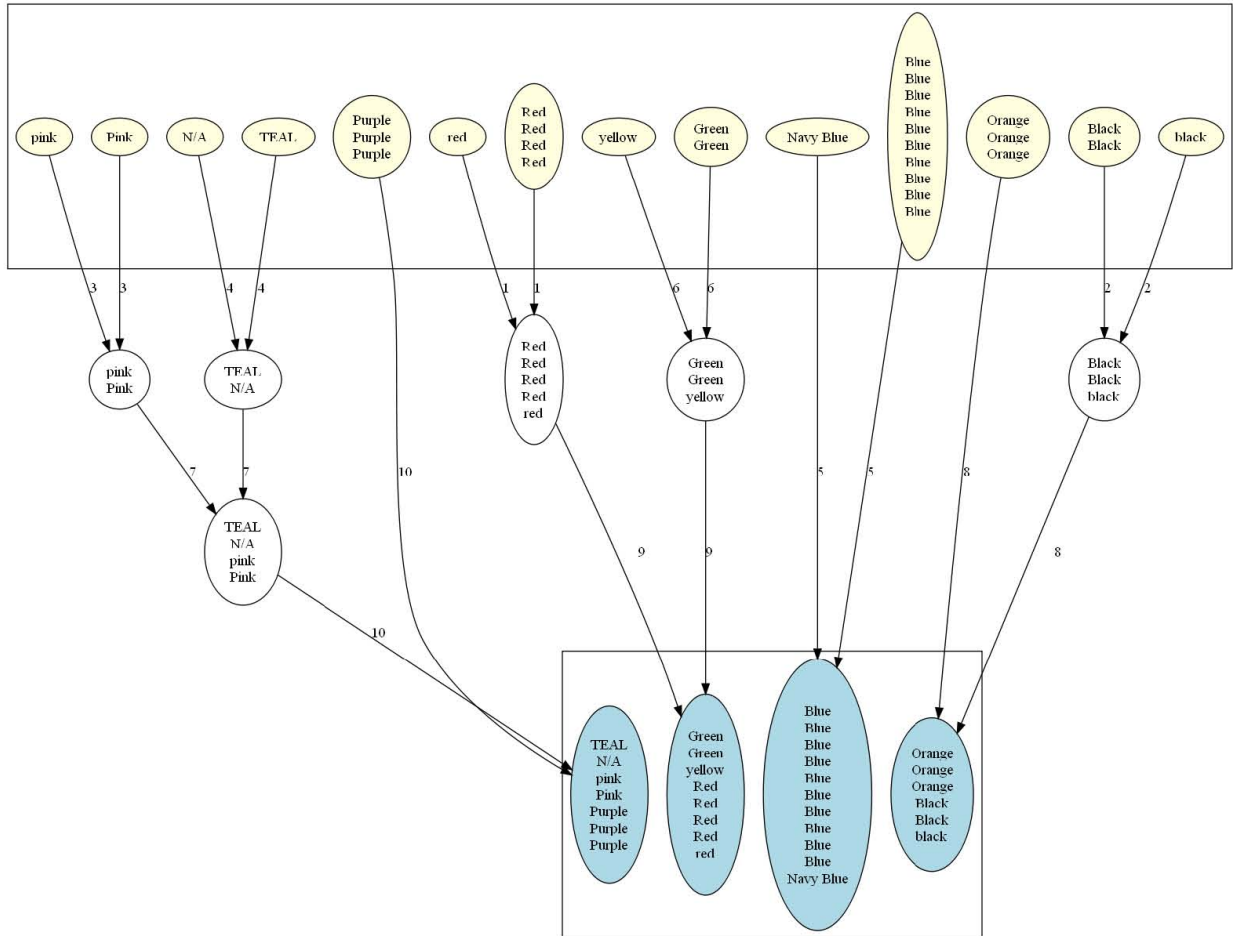 pink
Pink
N/A
TEAL
Purple
Purple
Purple
red
Red
Red
Red
Red
yellow
Green
Green
Navy Blue
Blue
Blue
Blue
Blue
Blue
Blue
Blue
Blue
Blue
Blue
Orange
Orange
Orange
Black
Black
black
3
3
4
4
1
1
6
6
2
2
pink
Pink
TEAL
N/A
Red
Red
Red
Red
red
Green
Green
yellow
Black
Black
black
7
7
10
5
5
8
TEAL
N/A
pink
Pink
9
9
8
10
TEAL
N/A
pink
Pink
Purple
Purple
Purple
Green
Green
yellow
Red
Red
Red
Red
red
Blue
Blue
Blue
Blue
Blue
Blue
Blue
Blue
Blue
Blue
Navy Blue
Orange
Orange
Orange
Black
Black
black